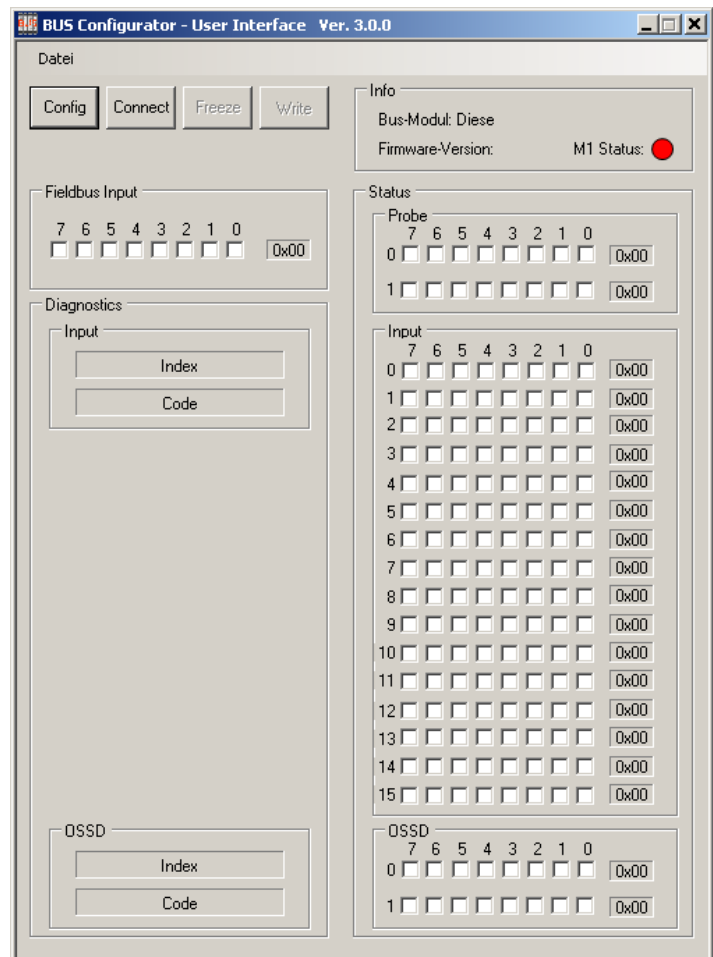 BUS Configurator - User Interface Ver. 3.0.0
Datei
Config Connect Freeze Write
Info
Bus-Modul: Diese
Firmware-Version: M1 Status:
Fieldbus Input
7 6 5 4 3 2 1 0
0x00
Diagnostics
Input
Index
Code
OSSD
Index
Code
Status
Probe
7 6 5 4 3 2 1 0
0 0x00
1 0x00
Input
7 6 5 4 3 2 1 0
0 0x00
1 0x00
2 0x00
3 0x00
4 0x00
5 0x00
6 0x00
7 0x00
8 0x00
9 0x00
10 0x00
11 0x00
12 0x00
13 0x00
14 0x00
15 0x00
OSSD
7 6 5 4 3 2 1 0
0 0x00
1 0x00